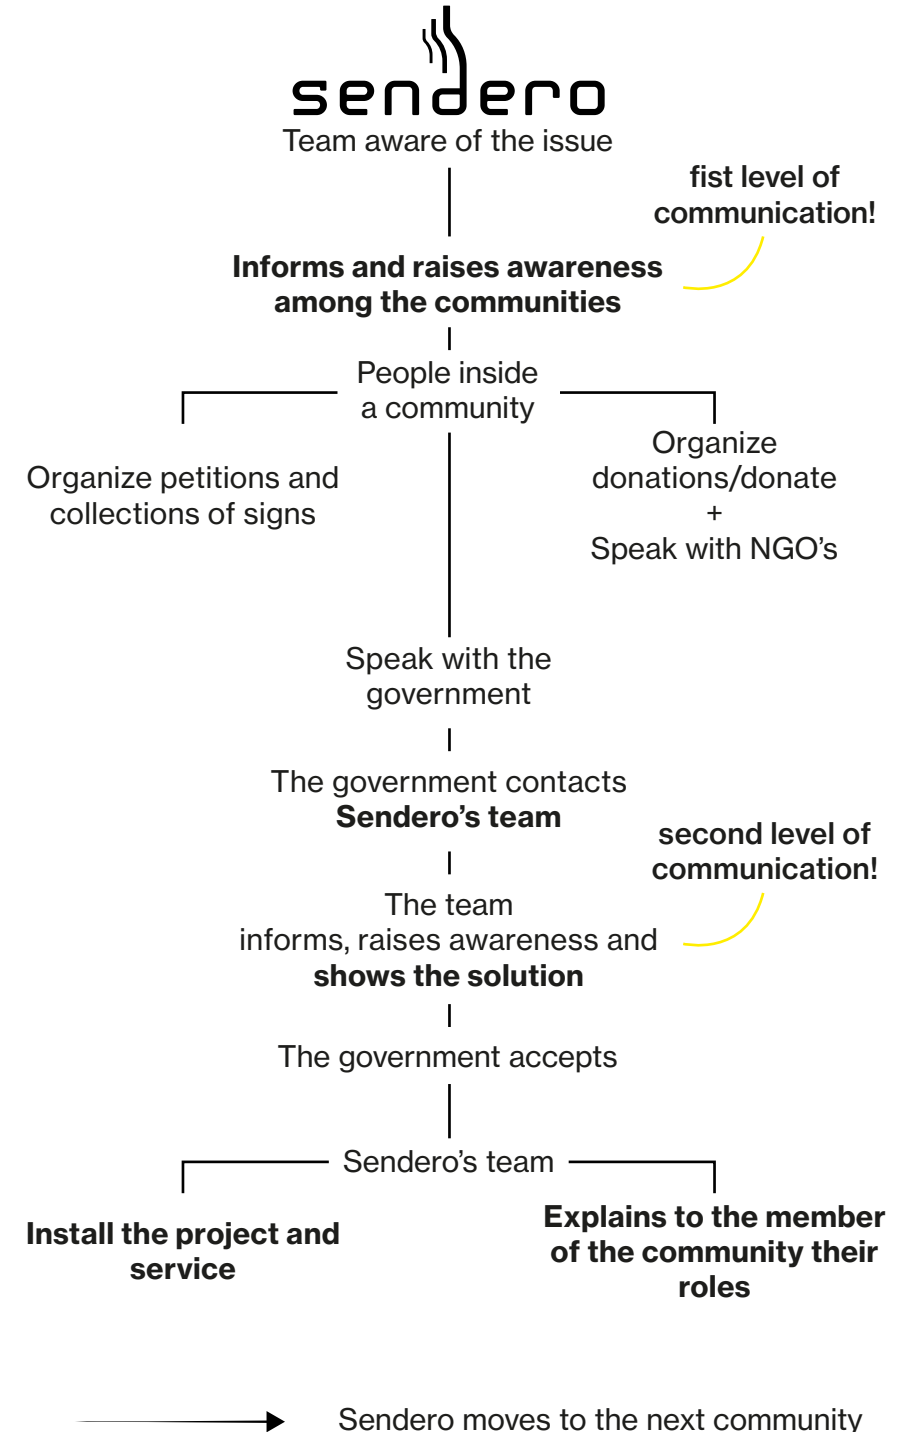 sendero
Team aware of the issue
fist level of
communication!
Informs and raises awareness
among the communities
People inside
a community
Organize petitions and
collections of signs
Organize
donations/donate
+
Speak with NGO’s
Speak with the
government
The government contacts
Sendero’s team
second level of
communication!
The team
informs, raises awareness and
shows the solution
The government accepts
Sendero’s team
Install the project and
service
Explains to the member
of the community their
roles
Sendero moves to the next community